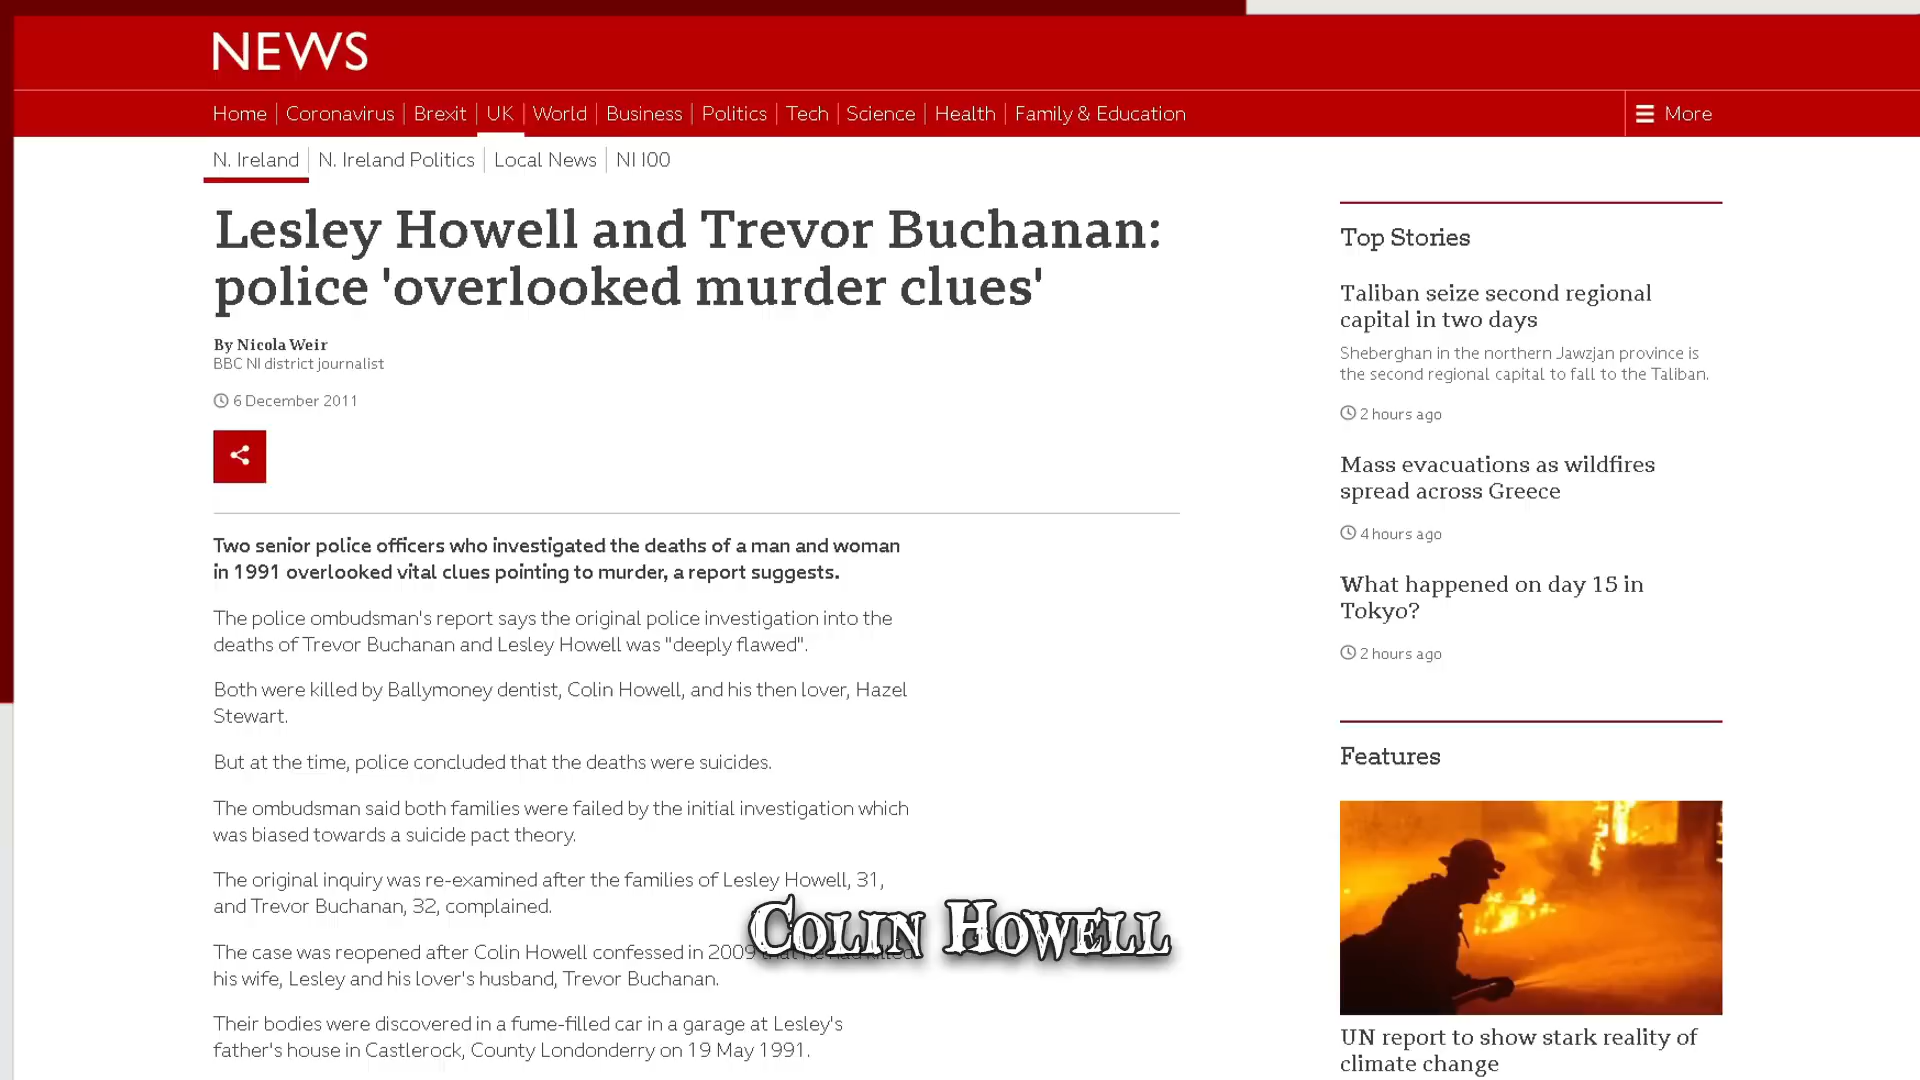 NEWS
Home
Coronavirus
Brexit
UK
World
Business
Politics
Tech
Science
Health
Family & Education
More
N. Ireland
N. Ireland Politics
Local News
NI 100
Lesley Howell and Trevor Buchanan:
police 'overlooked murder clues'
By Nicola Weir
BBC NI district journalist
6 December 2011
Two senior police officers who investigated the deaths of a man and woman
in 1991 overlooked vital clues pointing to murder, a report suggests.
The police ombudsman's report says the original police investigation into the
deaths of Trevor Buchanan and Lesley Howell was "deeply flawed".
Both were killed by Ballymoney dentist, Colin Howell, and his then lover, Hazel
Stewart.
But at the time, police concluded that the deaths were suicides.
The ombudsman said both families were failed by the initial investigation which
was biased towards a suicide pact theory.
The original inquiry was re-examined after the families of Lesley Howell, 31,
and Trevor Buchanan, 32, complained.
The case was reopened after Colin Howell confessed in 2009 that he had killed
his wife, Lesley and his lover's husband, Trevor Buchanan.
Their bodies were discovered in a fume-filled car in a garage at Lesley's
father's house in Castlerock, County Londonderry on 19 May 1991.
Colin Howell
Top Stories
Taliban seize second regional
capital in two days
Sheberghan in the northern Jawzjan province is
the second regional capital to fall to the Taliban.
2 hours ago
Mass evacuations as wildfires
spread across Greece
4 hours ago
What happened on day 15 in
Tokyo?
2 hours ago
Features
UN report to show stark reality of
climate change